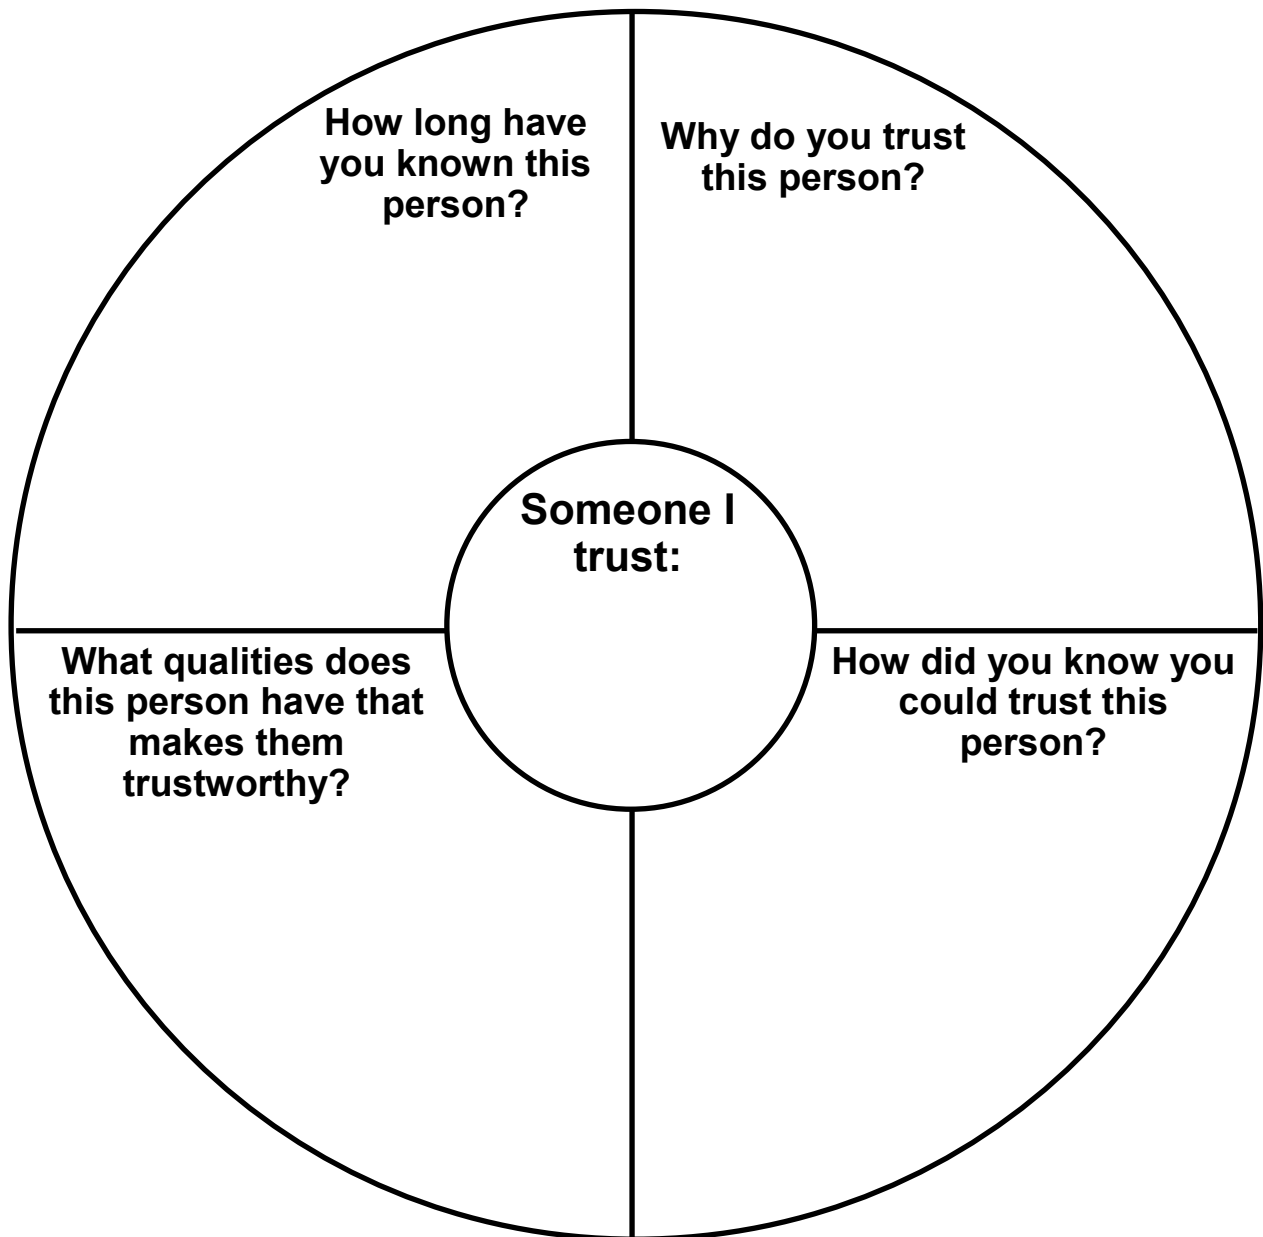 How long have
you known this
person?
Why do you trust
this person?
Someone I
trust:
What qualities does
this person have that
makes them
trustworthy?
How did you know you
could trust this
person?